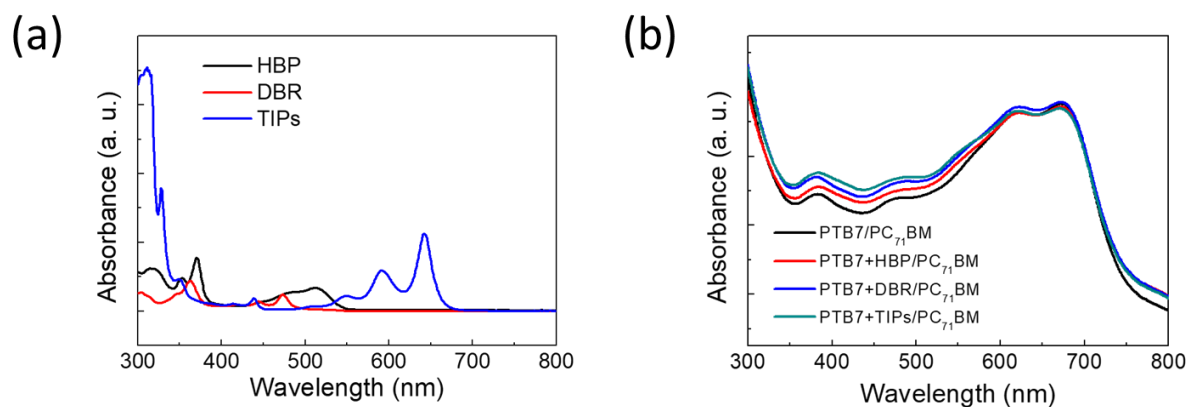 (a)
Absorbance (a. u.)
HBP
DBR
TIPs
300 400 500 600 700 800
Wavelength (nm)
(b)
Absorbance (a. u.)
PTB7/PC71BM
PTB7+HBP/PC71BM
PTB7+DBR/PC71BM
PTB7+TIPs/PC71BM
300 400 500 600 700 800
Wavelength (nm)